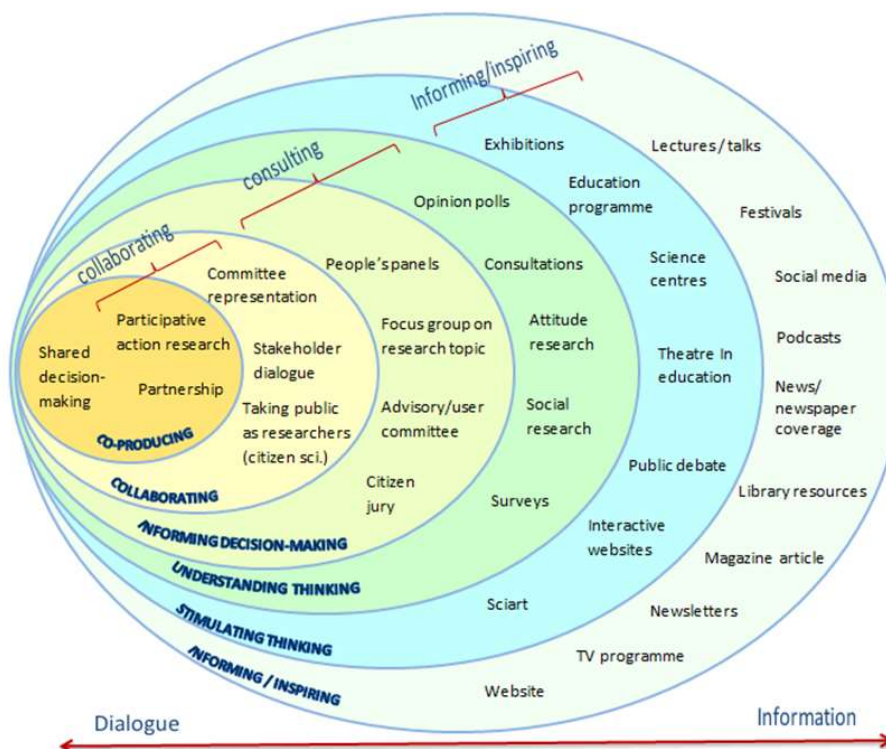 Informing/inspiring
consulting
collaborating
Exhibitions
Lectures / talks
Education
programme
Opinion polls
Festivals
Committee
representation
People's panels
Consultations
Science
centres
Social media
Participative
action research
Shared
decision-
making
Partnership
Stakeholder
dialogue
Focus group on
research topic
Attitude
research
Theatre In
education
Podcasts
News/
newspaper
coverage
Taking public
as researchers
(citizen sci.)
Advisory/user
committee
Social
research
Public debate
Library resources
Citizen
jury
Surveys
Interactive
websites
Magazine article
Sciart
Newsletters
TV programme
Website
CO-PRODUCING
COLLABORATING
INFORMING DECISION-MAKING
UNDERSTANDING THINKING
STIMULATING THINKING
INFORMING / INSPIRING
Dialogue
Information